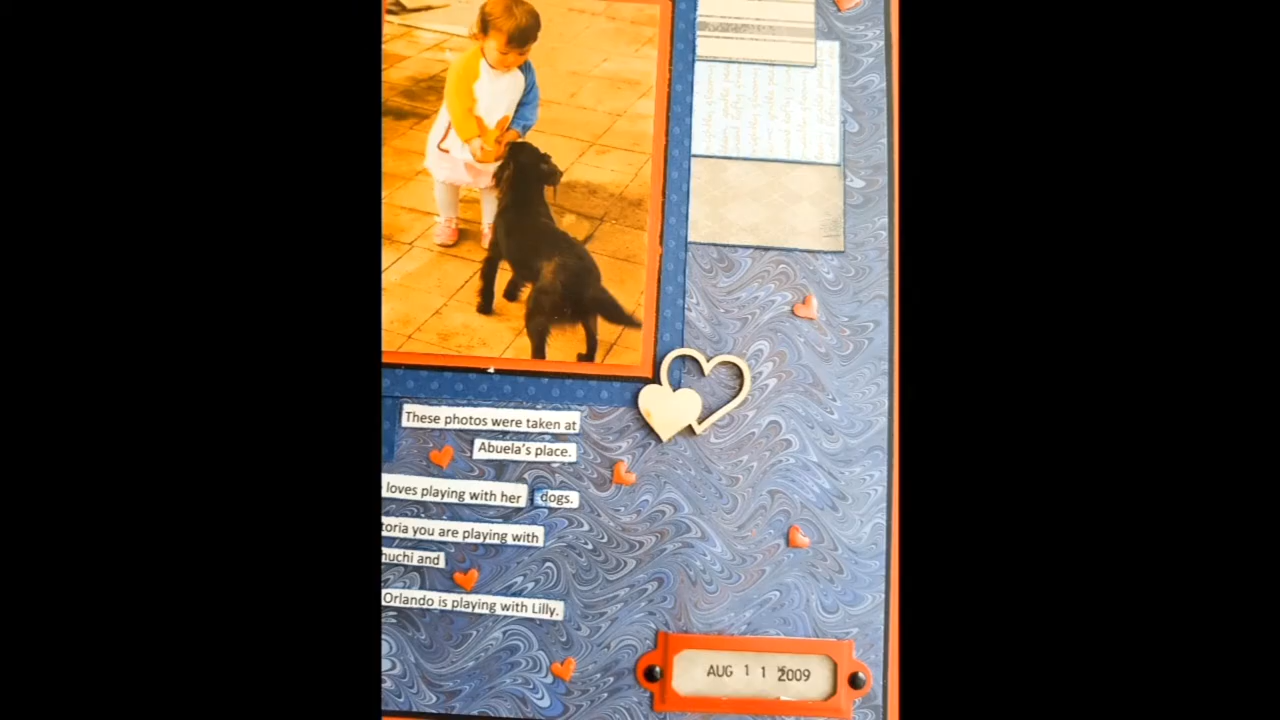 These photos were taken at
Abuela's place.
loves playing with her dogs.
toria you are playing with
huchi and
Orlando is playing with Lilly.
AUG 1 1 2009